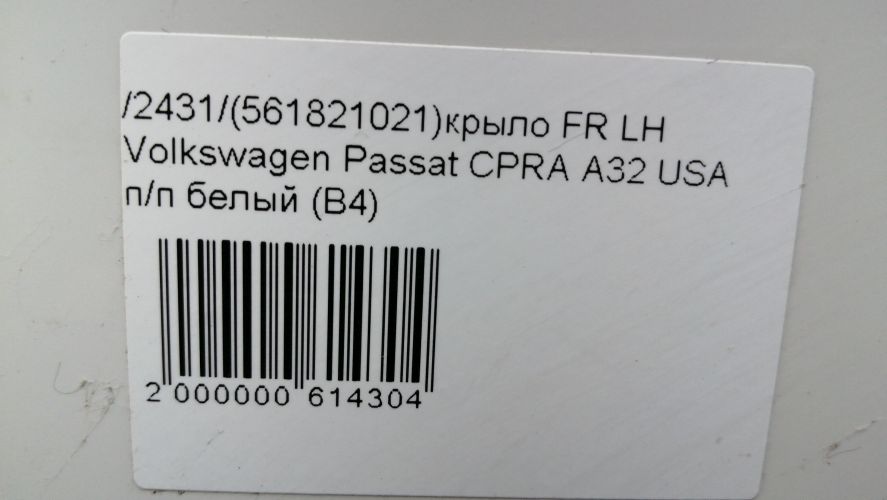 /2431/(561821021)крыло FR LH
Volkswagen Passat CPRA A32 USA
п/п белый (B4)
2 000000 614304